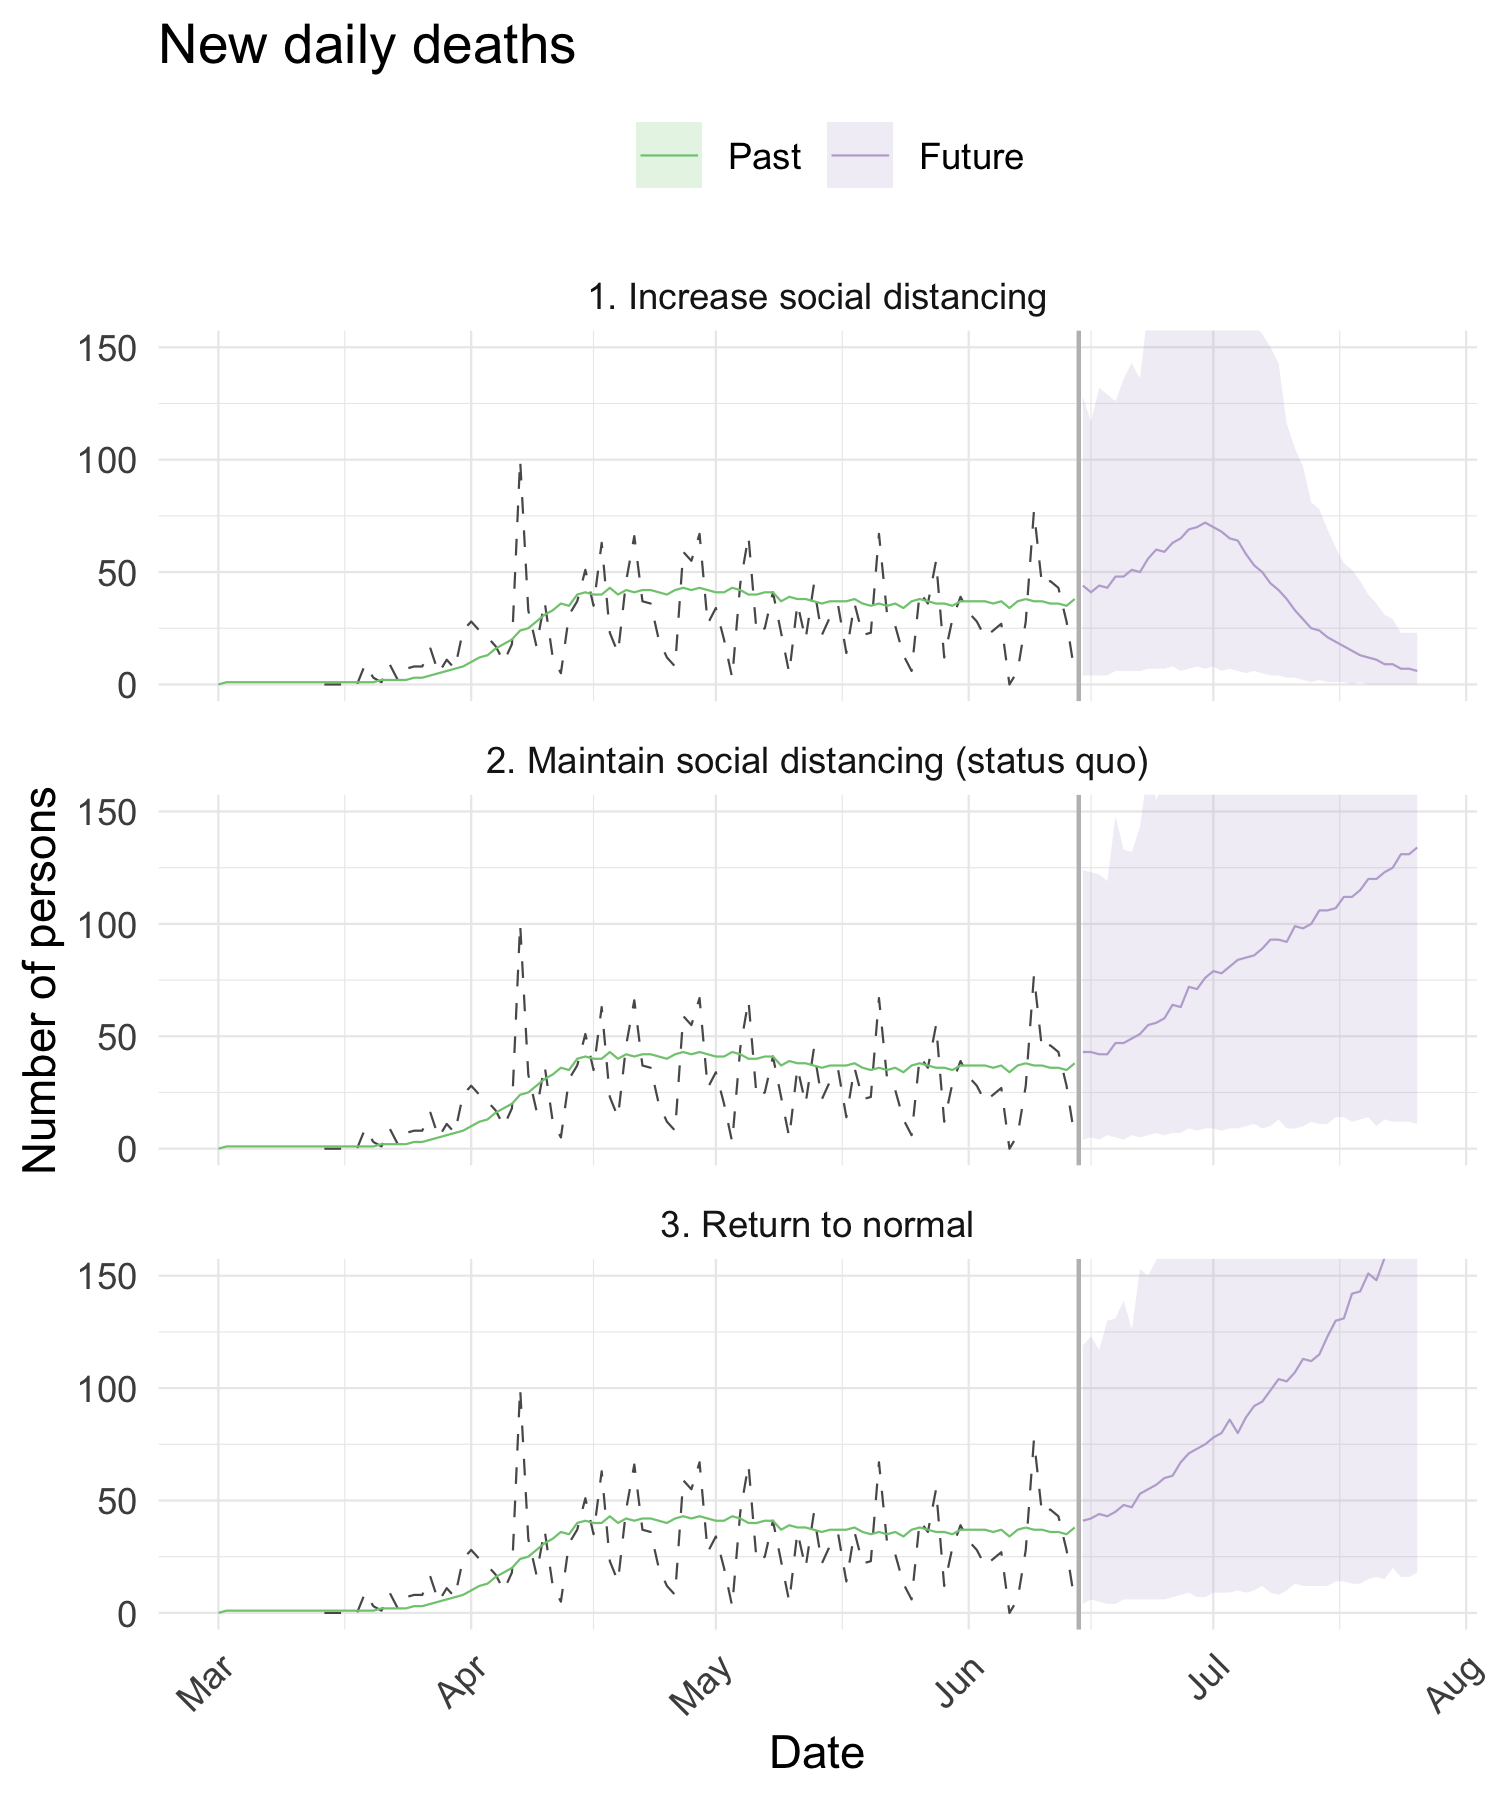 New daily deaths
Past Future
1. Increase social distancing
150
100
50
0
2. Maintain social distancing (status quo)
150
100
50
0
Number of persons
3. Return to normal
150
100
50
0
Mar Apr May Jun Jul Aug
Date